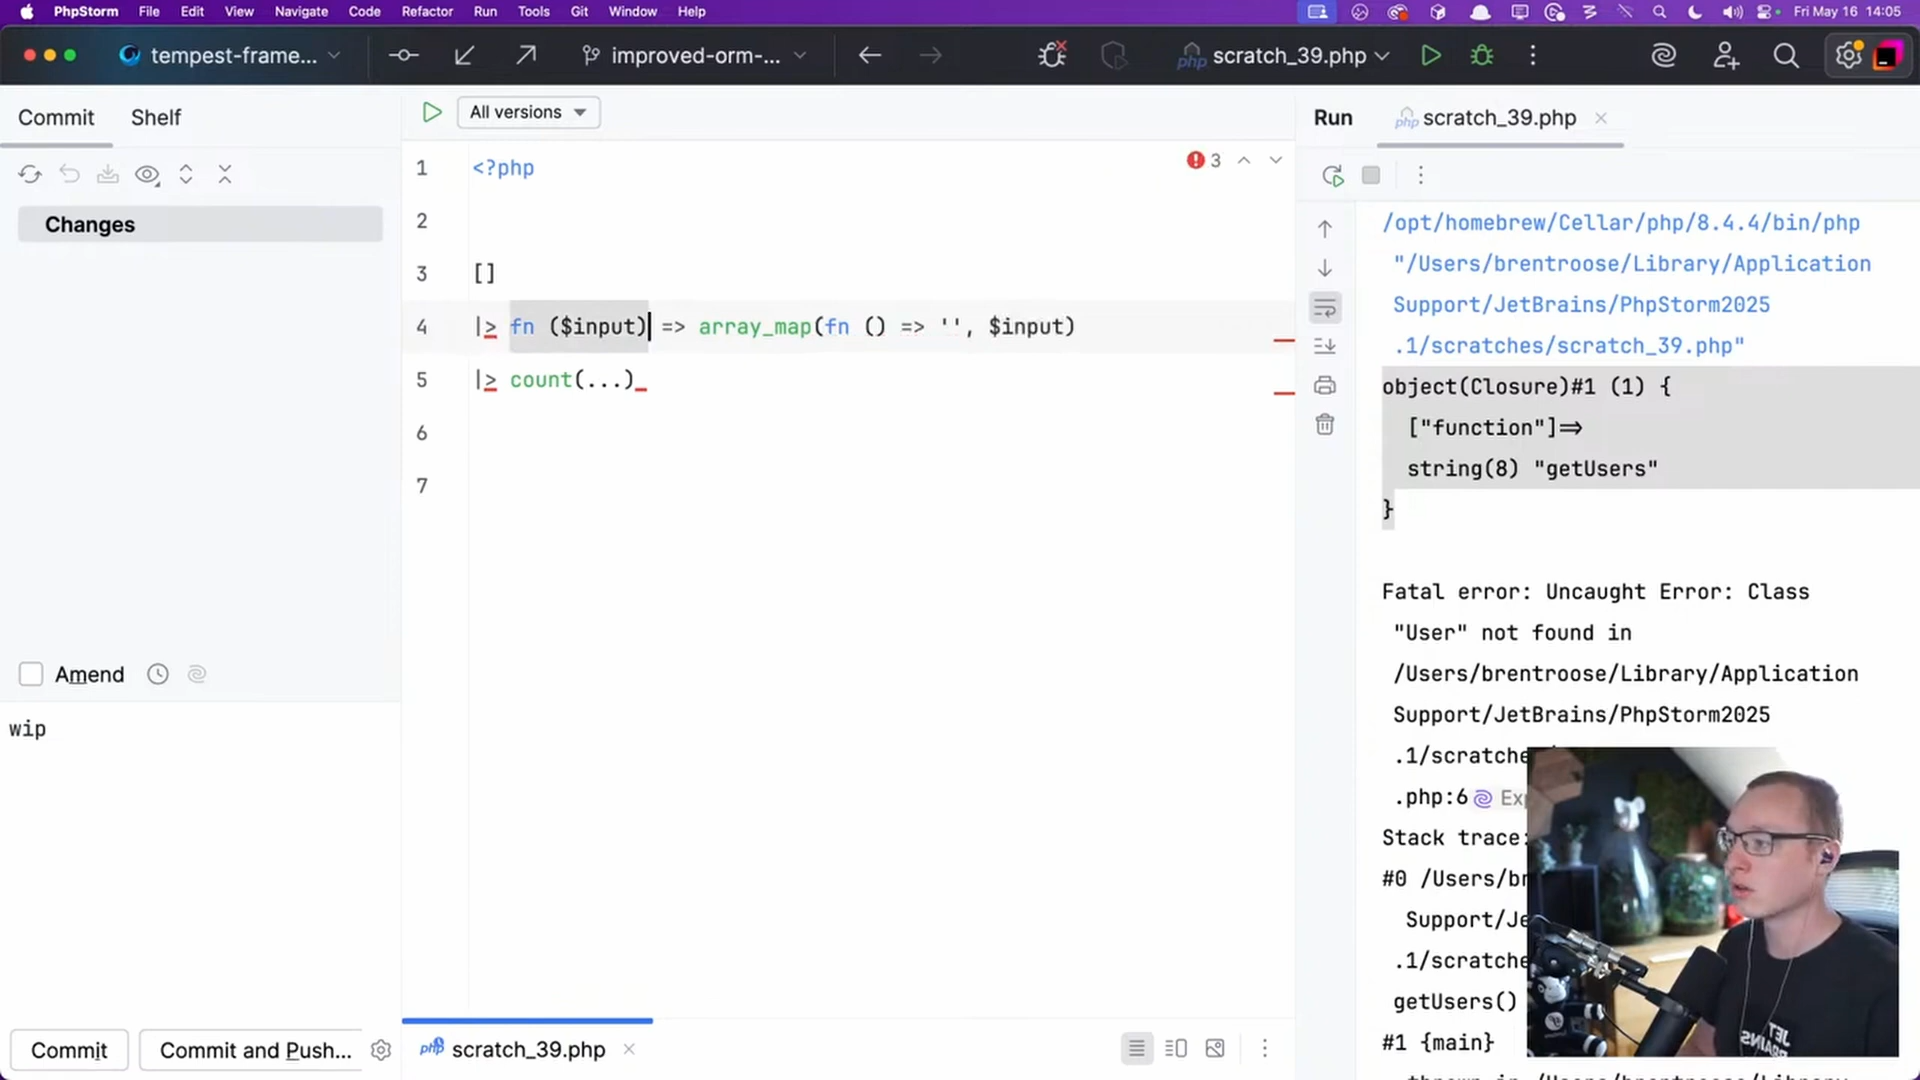 PhpStorm File Edit View Navigate Code Refactor Run Tools Git Window Help Fri May 16 14:05
tempest-frame... improved-orm-... scratch_39.php
Commit Shelf
Changes
Amend
wip
Commit Commit and Push...
All versions
3
1 <?php
2
3 []
4 |> fn ($input) => array_map(fn () => '', $input)
5 |> count(...)
6
7
scratch_39.php
Run scratch_39.php
/opt/homebrew/Cellar/php/8.4.4/bin/php
"/Users/brentroose/Library/Application
Support/JetBrains/PhpStorm2025
.1/scratches/scratch_39.php"
object(Closure)#1 (1) {
["function"]=>
string(8) "getUsers"
}
Fatal error: Uncaught Error: Class
"User" not found in
/Users/brentroose/Library/Application
Support/JetBrains/PhpStorm2025
.1/scratche
.php:6 Exp
Stack trace:
#0 /Users/br
Support/Je
.1/scratche
getUsers()
#1 {main}
JET
BRAINS